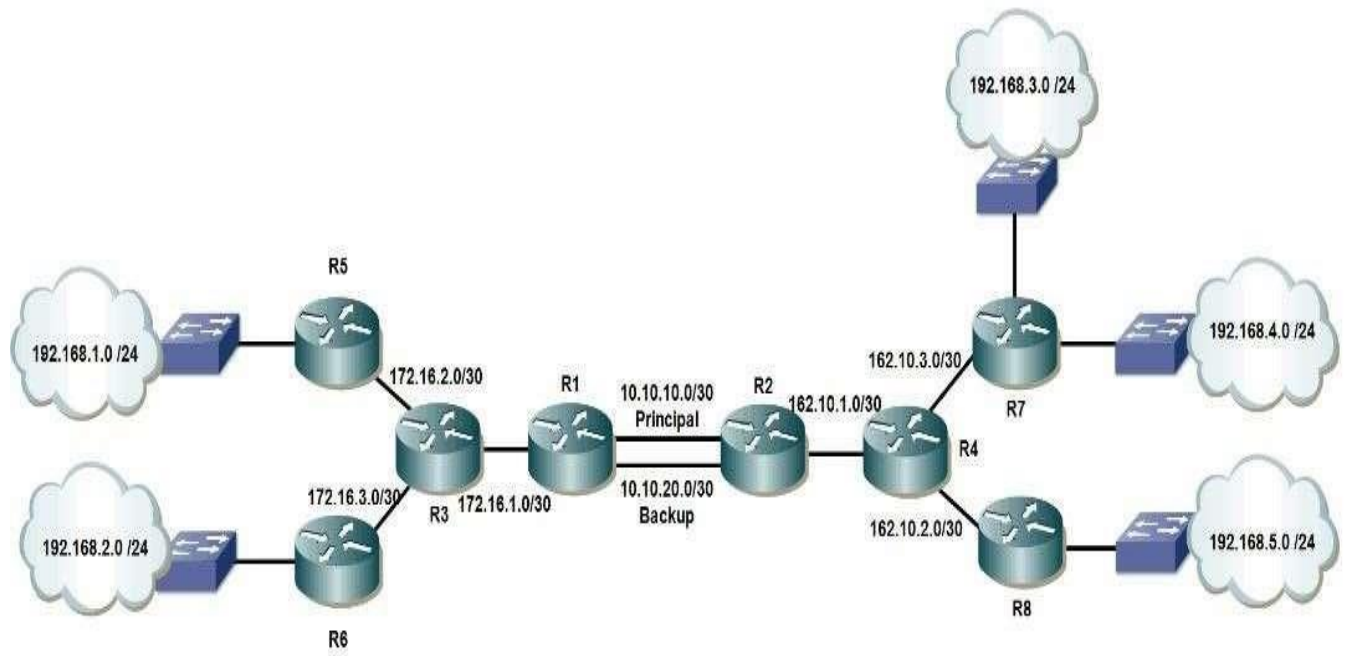 192.168.3.0 /24
R5
192.168.1.0 /24
172.16.2.0/30
R1
10.10.10.0/30
Principal
R2
162.10.1.0/30
162.10.3.0/30
R7
192.168.4.0 /24
R4
172.16.3.0/30
R3
172.16.1.0/30
10.10.20.0/30
Backup
162.10.2.0/30
192.168.2.0 /24
192.168.5.0 /24
R8
R6